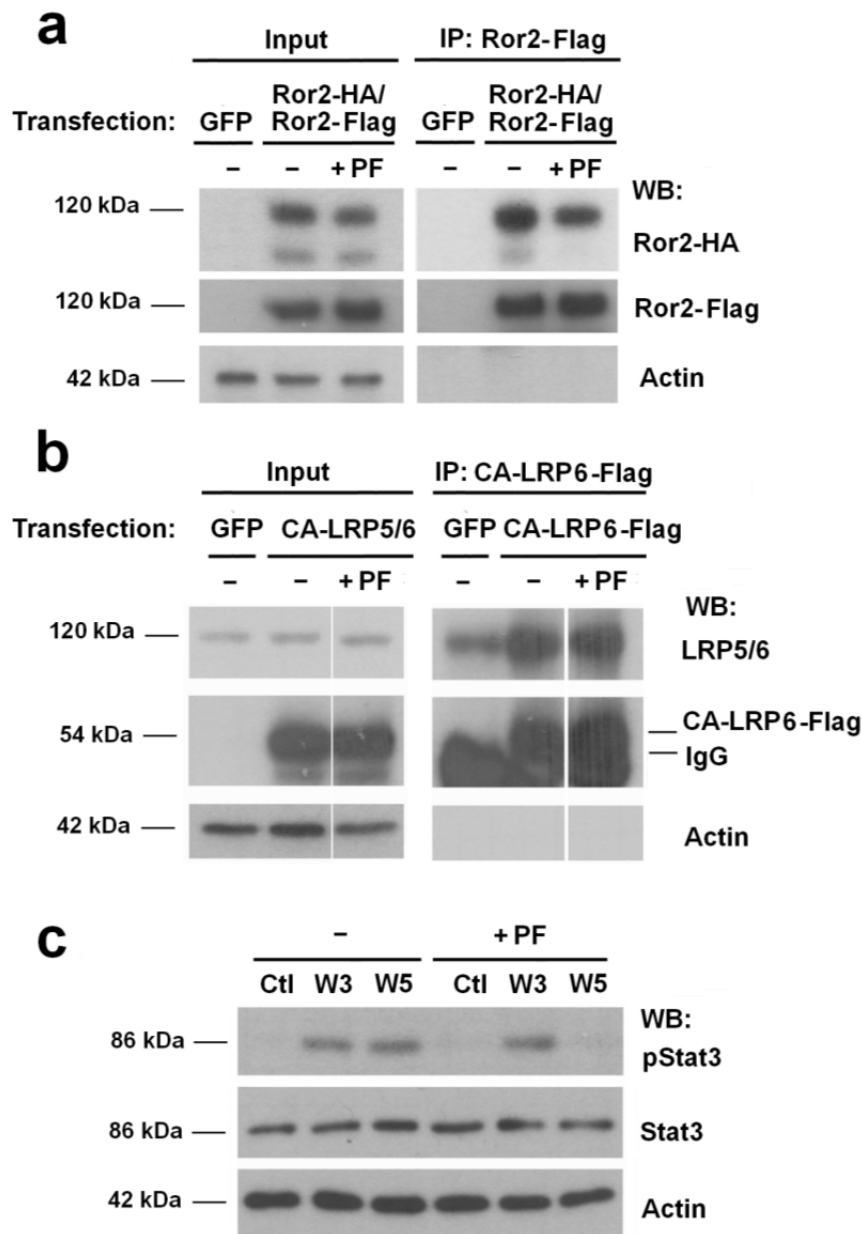 a
Input
IP: Ror2-Flag
Transfection: GFP Ror2-HA/ Ror2-Flag GFP Ror2-HA/ Ror2-Flag
– – + PF – – + PF
WB:
120 kDa
Ror2-HA
120 kDa
Ror2-Flag
42 kDa
Actin
b
Input
IP: CA-LRP6-Flag
Transfection: GFP CA-LRP5/6 GFP CA-LRP6-Flag
– – + PF – – + PF
WB:
120 kDa
LRP5/6
54 kDa
CA-LRP6-Flag
IgG
42 kDa
Actin
c
– + PF
Ctl W3 W5 Ctl W3 W5
WB:
86 kDa
pStat3
86 kDa
Stat3
42 kDa
Actin